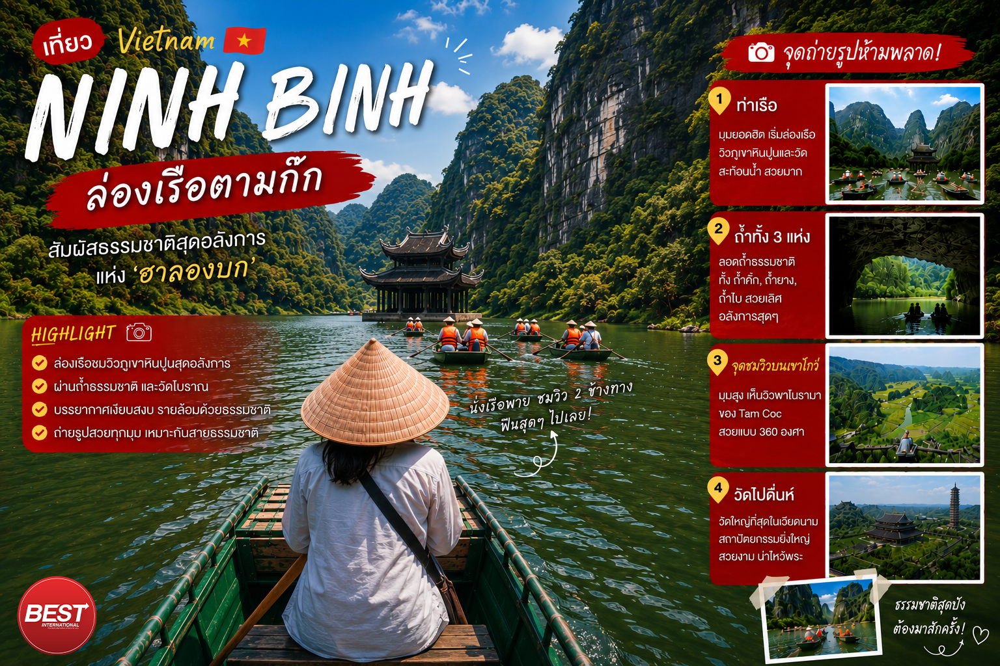 เที่ยว Vietnam
NINH BINH
ล่องเรือตามก๊ก
สัมผัสธรรมชาติสุดอลังการ
แห่ง ‘ฮาลองบก’
HIGHLIGHT
ล่องเรือชมวิวภูเขาหินปูนสุดอลังการ
ผ่านถ้ำธรรมชาติ และวัดโบราณ
บรรยากาศเงียบสงบ รายล้อมด้วยธรรมชาติ
ถ่ายรูปสวยทุกมุม เหมาะกับสายธรรมชาติ
นั่งเรือพาย ชมวิว 2 ข้างทาง
ฟินสุดๆ ไปเลย!
จุดถ่ายรูปห้ามพลาด!
1 ท่าเรือ
มุมยอดฮิต เริ่มล่องเรือ
วิวภูเขาหินปูนและวัด
สะท้อนน้ำ สวยมาก
2 ถ้ำทั้ง 3 แห่ง
ลอดถ้ำธรรมชาติ
ทั้ง ถ้ำคั๊ก, ถ้ำยาง,
ถ้ำไบ สวยเลิศ
อลังการสุดๆ
3 จุดชมวิวบนเขาไกว่
มุมสูง เห็นวิวพาโนรามา
ของ Tam Coc
สวยแบบ 360 องศา
4 วัดไปดิ่นห์
วัดใหญ่ที่สุดในเวียดนาม
สถาปัตยกรรมยิ่งใหญ่
สวยงาม น่าไหว้พระ
ธรรมชาติสุดปัง
ต้องมาสักครั้ง!
BEST
INTERNATIONAL